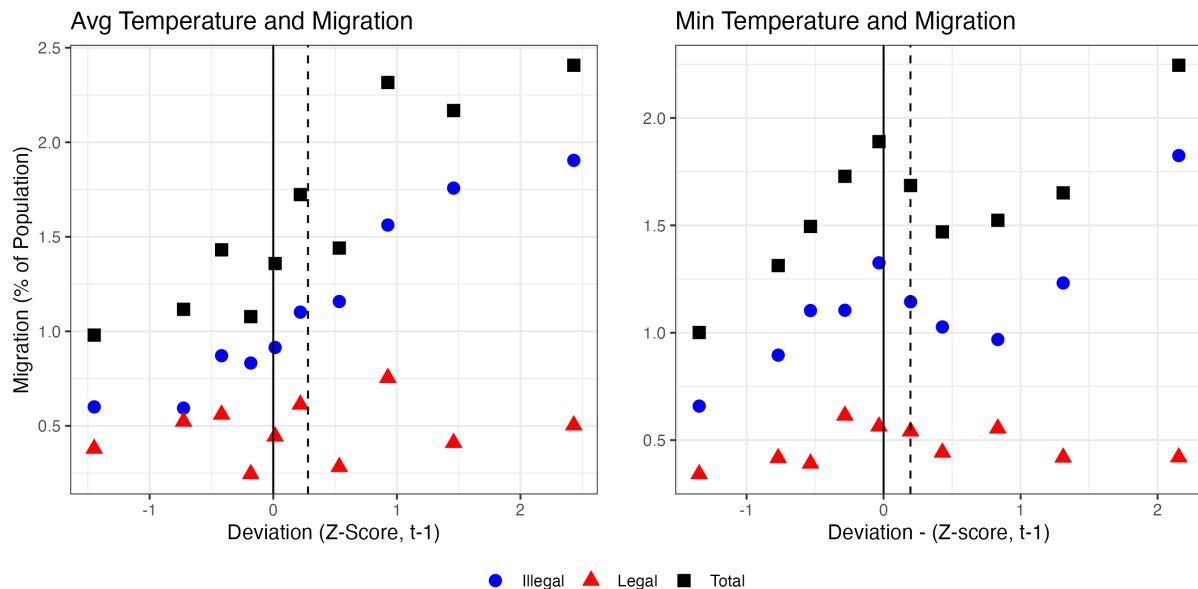 Avg Temperature and Migration
Min Temperature and Migration
Migration (% of Population)
2.5
2.0
1.5
1.0
0.5
-1
0
1
2
Deviation (Z-Score, t-1)
2.0
1.5
1.0
0.5
-1
0
1
2
Deviation - (Z-score, t-1)
Illegal
Legal
Total